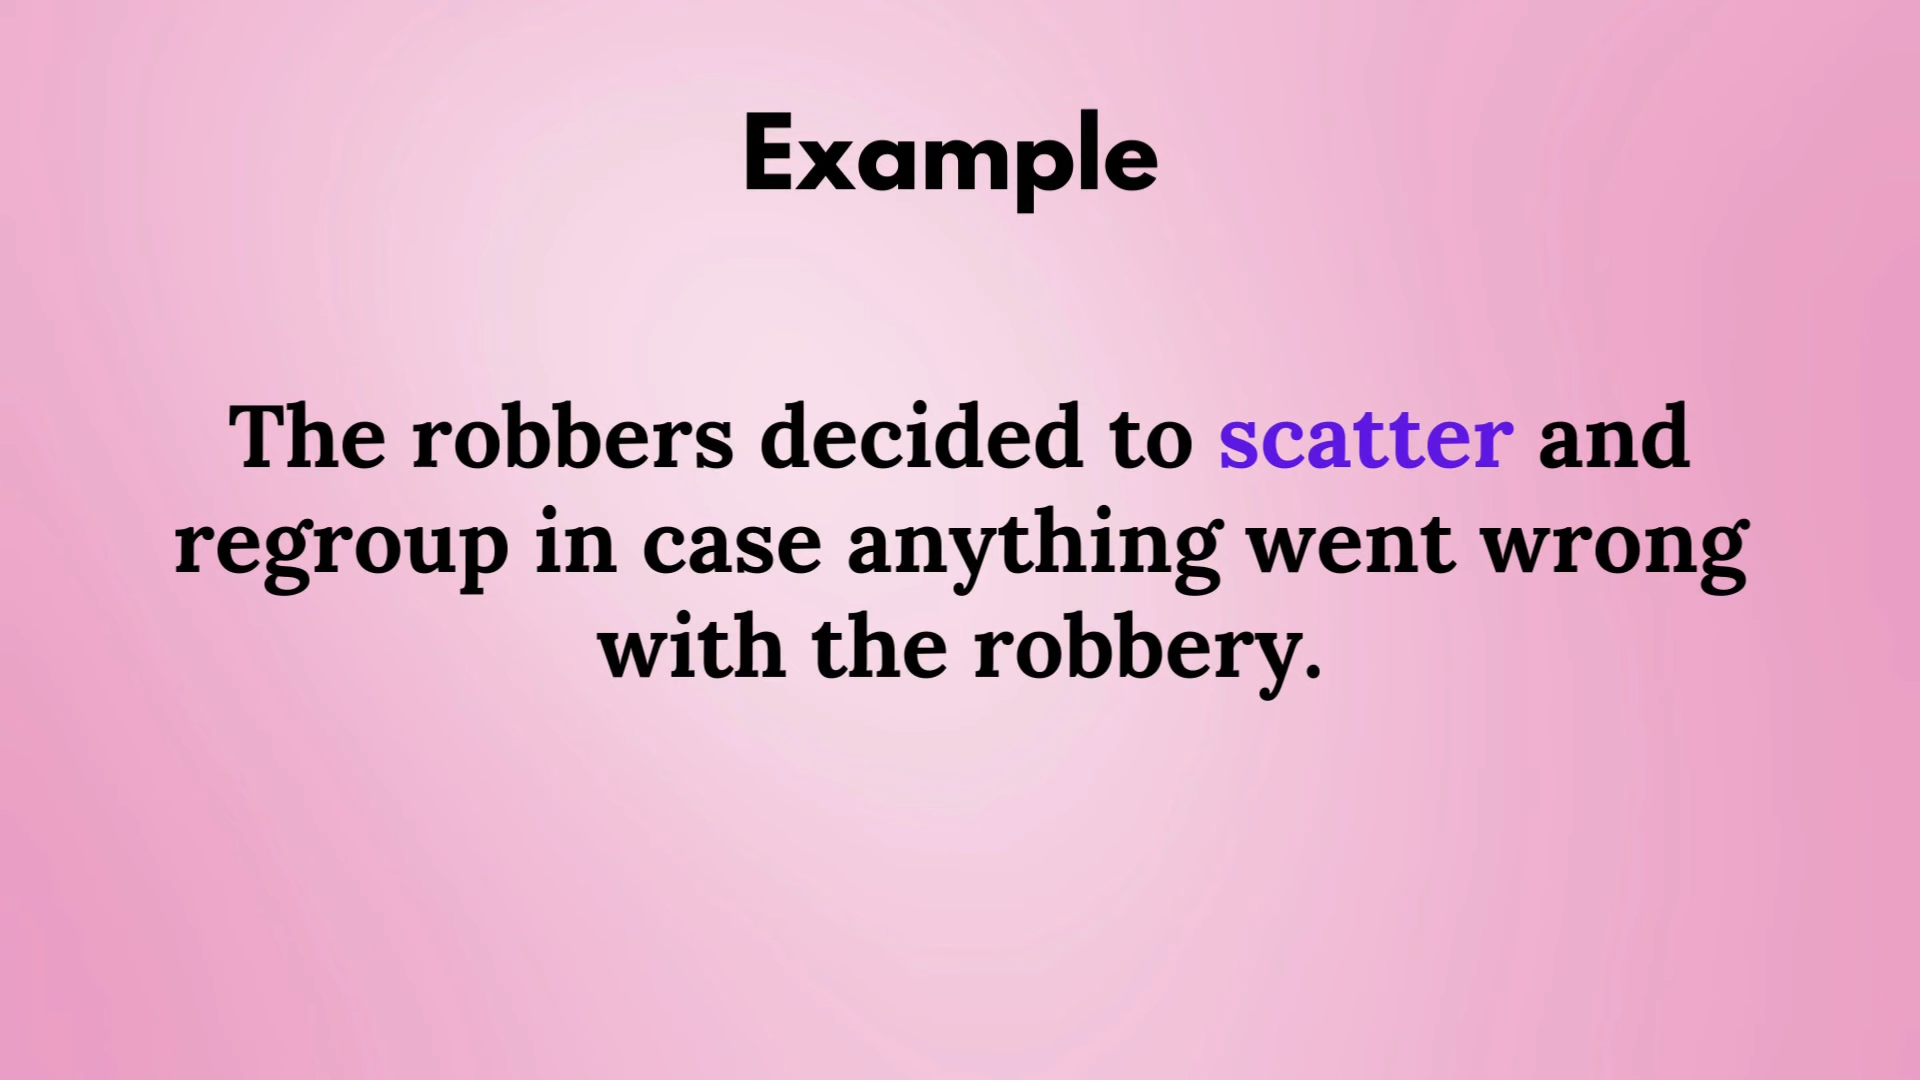 Example
The robbers decided to scatter and
regroup in case anything went wrong
with the robbery.